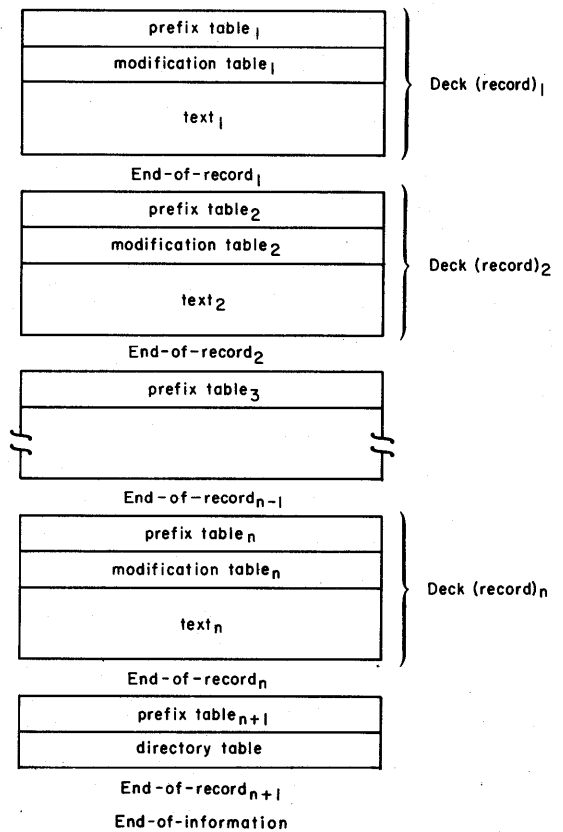 prefix table₁
modification table₁
Deck (record)₁
text₁
End-of-record₁
prefix table₂
modification table₂
Deck (record)₂
text₂
End-of-record₂
prefix table₃
End-of-recordₙ₋₁
prefix tableₙ
modification tableₙ
Deck (record)ₙ
textₙ
End-of-recordₙ
prefix tableₙ₊₁
directory table
End-of-recordₙ₊₁
End-of-information